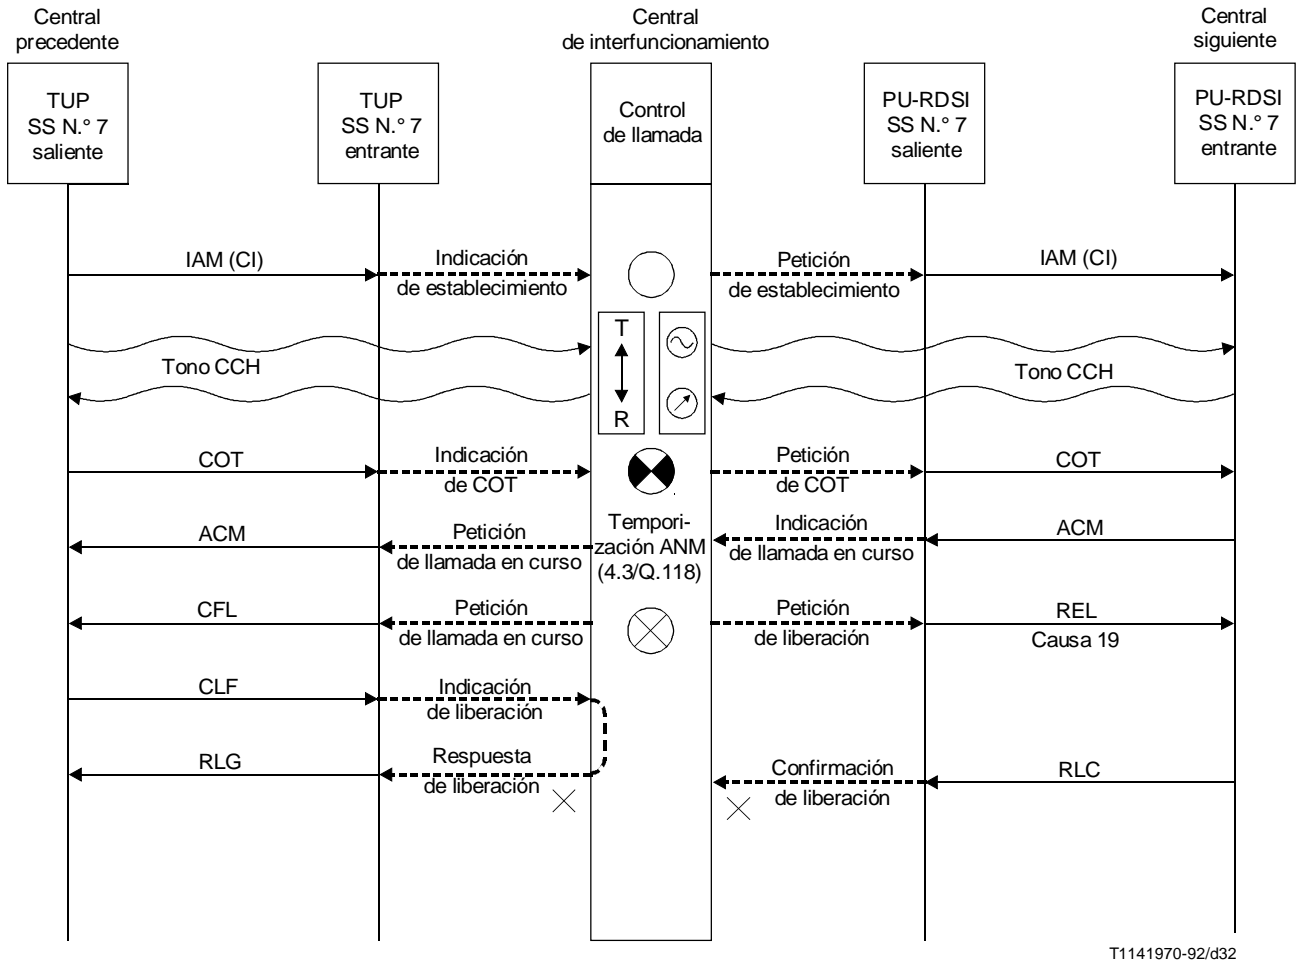 Central
precedente
Central
de interfuncionamiento
Central
siguiente
TUP
SS N.° 7
saliente
TUP
SS N.° 7
entrante
Control
de llamada
PU-RDSI
SS N.° 7
saliente
PU-RDSI
SS N.° 7
entrante
IAM (CI)
Indicación
de establecimiento
Petición
de establecimiento
IAM (CI)
Tono CCH
T
R
Tono CCH
COT
Indicación
de COT
Petición
de COT
COT
ACM
Petición
de llamada en curso
Tempori-
zación ANM
(4.3/Q.118)
Indicación
de llamada en curso
ACM
CFL
Petición
de llamada en curso
Petición
de liberación
REL
Causa 19
CLF
Indicación
de liberación
RLG
Respuesta
de liberación
Confirmación
de liberación
RLC
T1141970-92/d32